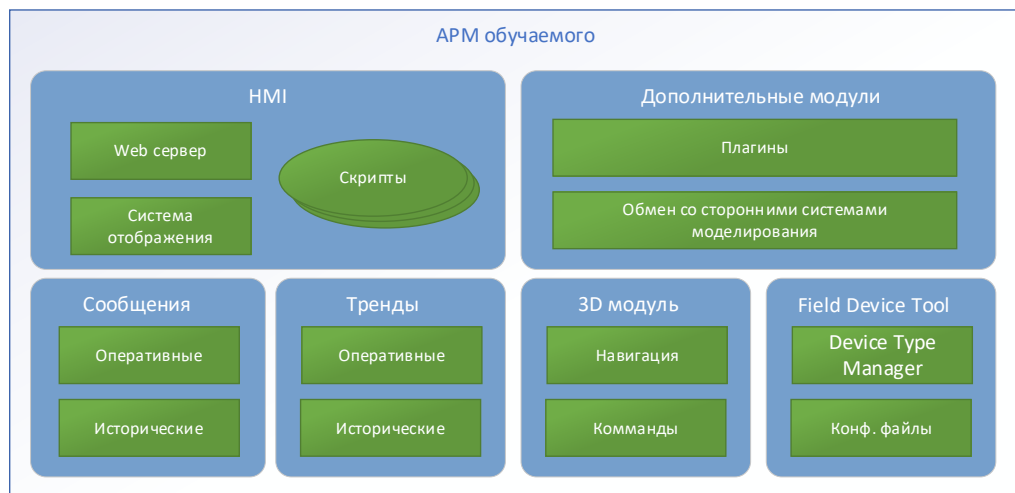 АРМ обучаемого
HMI
Web сервер
Система
отображения
Скрипты
Дополнительные модули
Плагины
Обмен со сторонними системами
моделирования
Сообщения
Оперативные
Исторические
Тренды
Оперативные
Исторические
3D модуль
Навигация
Комманды
Field Device Tool
Device Type
Manager
Конф. файлы